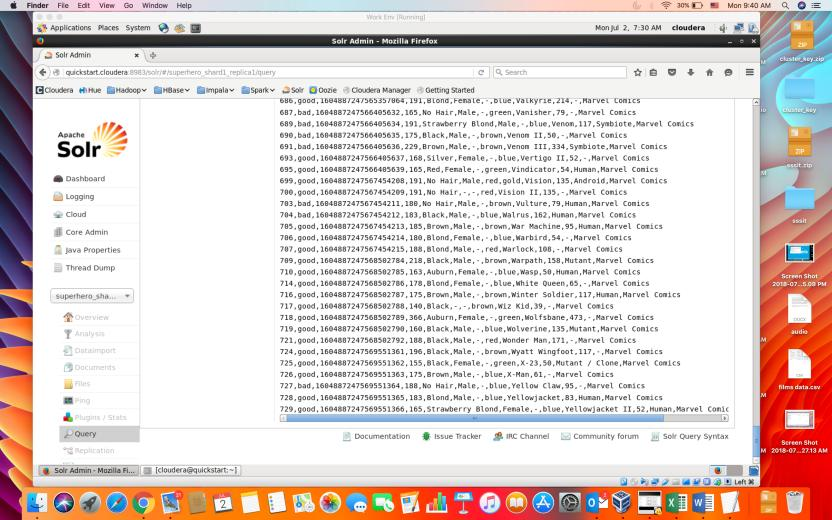 Finder File Edit View Go Window Help
30% Mon 9:40 AM
Work Env [Running]
Applications Places System Mon Jul 2, 7:30 AM cloudera
Solr Admin - Mozilla Firefox
Solr Admin
quickstart.cloudera:8983/solr/#/superhero_shard1_replica1/query Search
Cloudera Hue Hadoop HBase Impala Spark Solr Oozie Cloudera Manager Getting Started
Apache
Solr
Dashboard
Logging
Cloud
Core Admin
Java Properties
Thread Dump
superhero_sha...
Overview
Analysis
Dataimport
Documents
Files
Ping
Plugins / Stats
Query
Replication
686,good,1604887247565357064,191,Blond,Female,-,blue,Valkyrie,214,-,Marvel Comics
687,bad,1604887247566405632,165,No Hair,Male,-,green,Vanisher,79,-,Marvel Comics
689,bad,1604887247566405634,191,Strawberry Blond,Male,-,blue,Venom,117,Symbiote,Marvel Comics
690,bad,1604887247566405635,175,Black,Male,-,brown,Venom II,50,-,Marvel Comics
691,bad,1604887247566405636,229,Brown,Male,-,brown,Venom III,334,Symbiote,Marvel Comics
693,good,1604887247566405637,168,Silver,Female,-,blue,Vertigo II,52,-,Marvel Comics
695,good,1604887247566405639,165,Red,Female,-,green,Vindicator,54,Human,Marvel Comics
699,good,1604887247567454208,191,No Hair,Male,red,gold,Vision,135,Android,Marvel Comics
700,good,1604887247567454209,191,No Hair,-,-,red,Vision II,135,-,Marvel Comics
703,bad,1604887247567454211,180,No Hair,Male,-,brown,Vulture,79,Human,Marvel Comics
704,bad,1604887247567454212,183,Black,Male,-,blue,Walrus,162,Human,Marvel Comics
705,good,1604887247567454213,185,Brown,Male,-,brown,War Machine,95,Human,Marvel Comics
706,good,1604887247567454214,180,Blond,Female,-,blue,Warbird,54,-,Marvel Comics
707,good,1604887247567454215,188,Blond,Male,-,red,Warlock,108,-,Marvel Comics
709,good,1604887247568502784,218,Black,Male,-,brown,Warpath,158,Mutant,Marvel Comics
710,good,1604887247568502785,163,Auburn,Female,-,blue,Wasp,50,Human,Marvel Comics
714,good,1604887247568502786,178,Blond,Female,-,blue,White Queen,65,-,Marvel Comics
716,good,1604887247568502787,175,Brown,Male,-,brown,Winter Soldier,117,Human,Marvel Comics
717,good,1604887247568502788,140,Black,-,-,brown,Wiz Kid,39,-,Marvel Comics
718,good,1604887247568502789,366,Auburn,Female,-,green,Wolfsbane,473,-,Marvel Comics
719,good,1604887247568502790,160,Black,Male,-,blue,Wolverine,135,Mutant,Marvel Comics
721,good,1604887247568502792,188,Black,Male,-,red,Wonder Man,171,-,Marvel Comics
724,good,1604887247569551361,196,Black,Male,-,brown,Wyatt Wingfoot,117,-,Marvel Comics
725,good,1604887247569551362,155,Black,Female,-,green,X-23,50,Mutant / Clone,Marvel Comics
726,good,1604887247569551363,175,Brown,Male,-,blue,X-Man,61,-,Marvel Comics
727,bad,1604887247569551364,188,No Hair,Male,-,blue,Yellow Claw,95,-,Marvel Comics
728,good,1604887247569551365,183,Blond,Male,-,blue,Yellowjacket,83,Human,Marvel Comics
729,good,1604887247569551366,165,Strawberry Blond,Female,-,blue,Yellowjacket II,52,Human,Marvel Comic
Documentation Issue Tracker IRC Channel Community forum Solr Query Syntax
Solr Admin - Mozilla Fi... [cloudera@quickstart:~]
Left ⌘
ZIP
cluster_key.zip
cluster_key
ZIP
sssit.zip
sssit
Screen Shot
2018-07...5.09 PM
DOCX
audio
CSV
films data.csv
Screen Shot
2018-07...27.13 AM